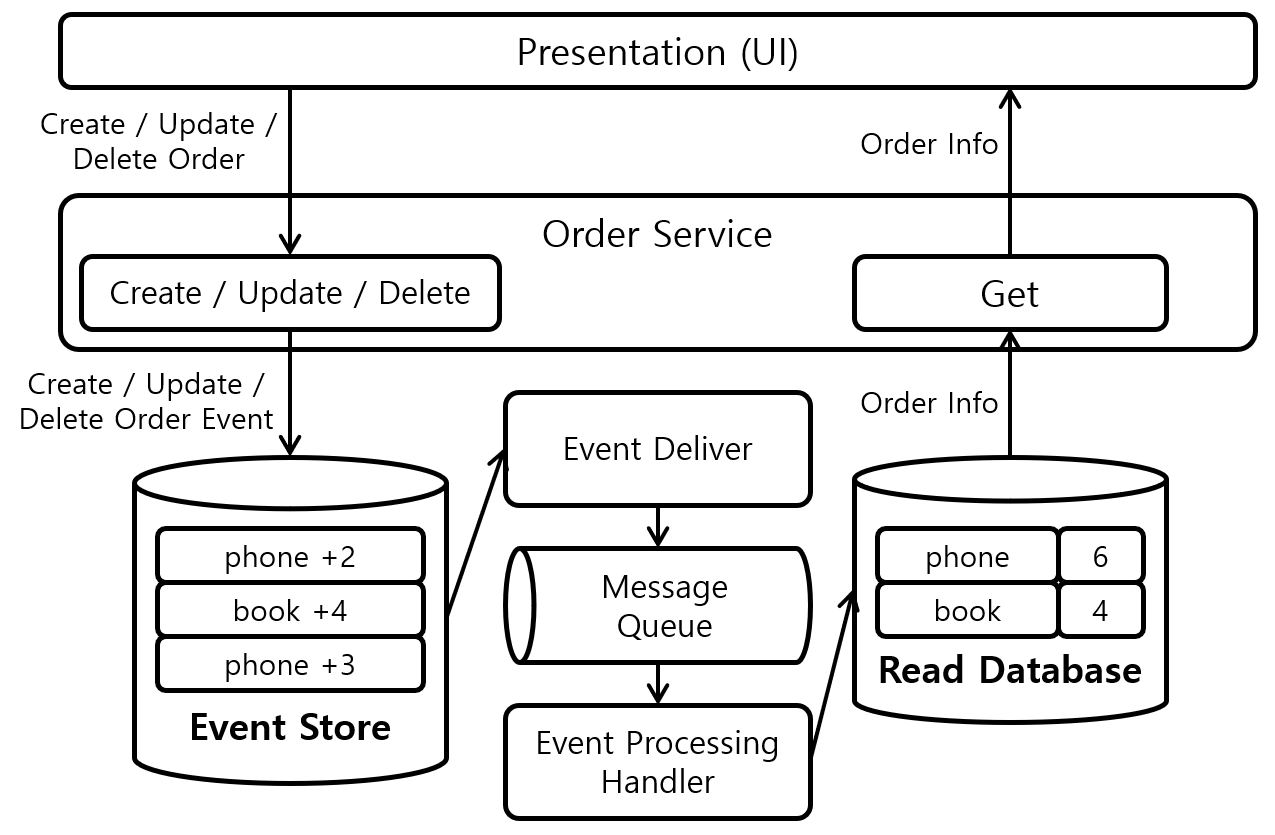 Presentation (UI)
Create / Update /
Delete Order
Order Info
Order Service
Create / Update / Delete
Get
Create / Update /
Delete Order Event
Order Info
Event Deliver
Message
Queue
Event Processing
Handler
phone +2
book +4
phone +3
Event Store
phone 6
book 4
Read Database